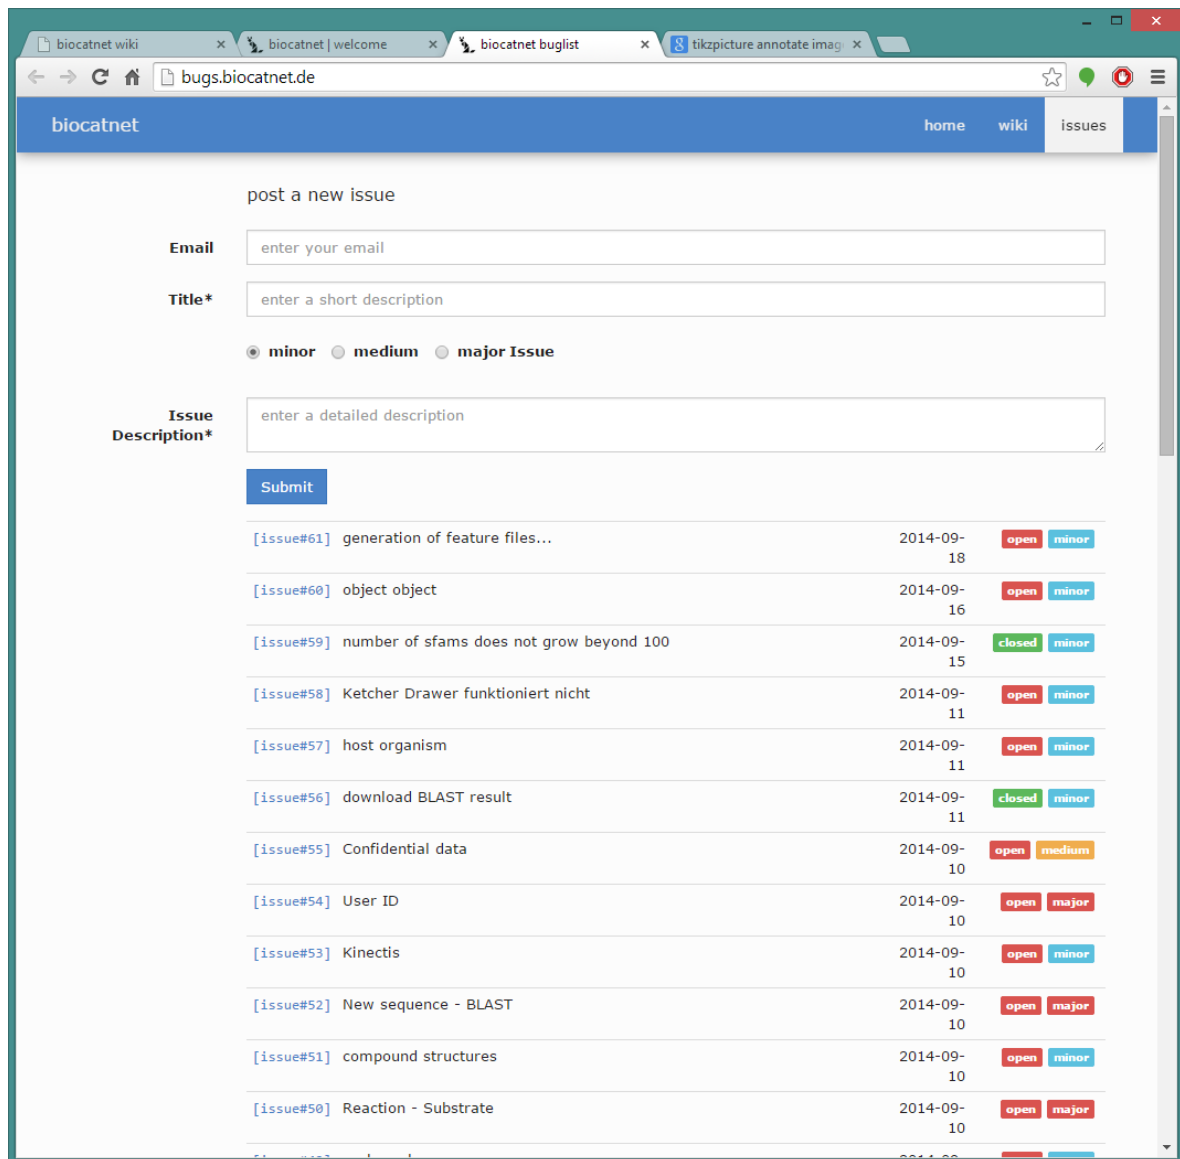 biocatnet wiki
biocatnet | welcome
biocatnet buglist
tikzpicture annotate imag
bugs.biocatnet.de
biocatnet
home
wiki
issues
post a new issue
Email
enter your email
Title*
enter a short description
minor
medium
major Issue
Issue
Description*
enter a detailed description
Submit
[issue#61] generation of feature files... 2014-09- open minor
18
[issue#60] object object 2014-09- open minor
16
[issue#59] number of sfams does not grow beyond 100 2014-09- closed minor
15
[issue#58] Ketcher Drawer funktioniert nicht 2014-09- open minor
11
[issue#57] host organism 2014-09- open minor
11
[issue#56] download BLAST result 2014-09- closed minor
11
[issue#55] Confidential data 2014-09- open medium
10
[issue#54] User ID 2014-09- open major
10
[issue#53] Kinectis 2014-09- open minor
10
[issue#52] New sequence - BLAST 2014-09- open major
10
[issue#51] compound structures 2014-09- open minor
10
[issue#50] Reaction - Substrate 2014-09- open major
10